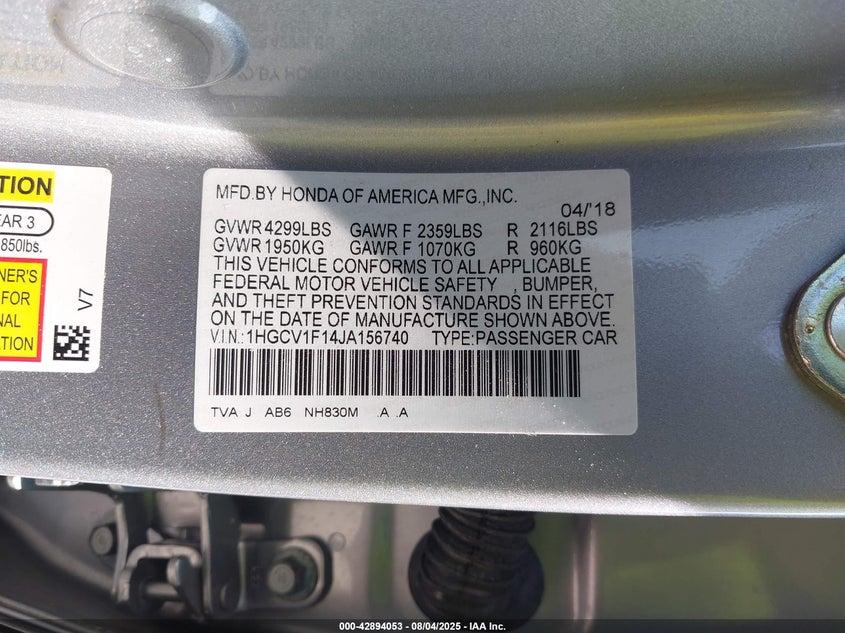 MFD.BY HONDA OF AMERICA MFG.,INC.
04/'18
GVWR 4299LBS GAWR F 2359LBS R 2116LBS
GVWR 1950KG GAWR F 1070KG R 960KG
THIS VEHICLE CONFORMS TO ALL APPLICABLE
FEDERAL MOTOR VEHICLE SAFETY , BUMPER,
AND THEFT PREVENTION STANDARDS IN EFFECT
ON THE DATE OF MANUFACTURE SHOWN ABOVE.
V.I.N.: 1HGCV1F14JA156740 TYPE:PASSENGER CAR
TVA J AB6 NH830M .A .A
TION
EAR 3
850lbs.
NER'S
FOR
NAL
ATION
V7
000-42894053 - 08/04/2025 - IAA Inc.